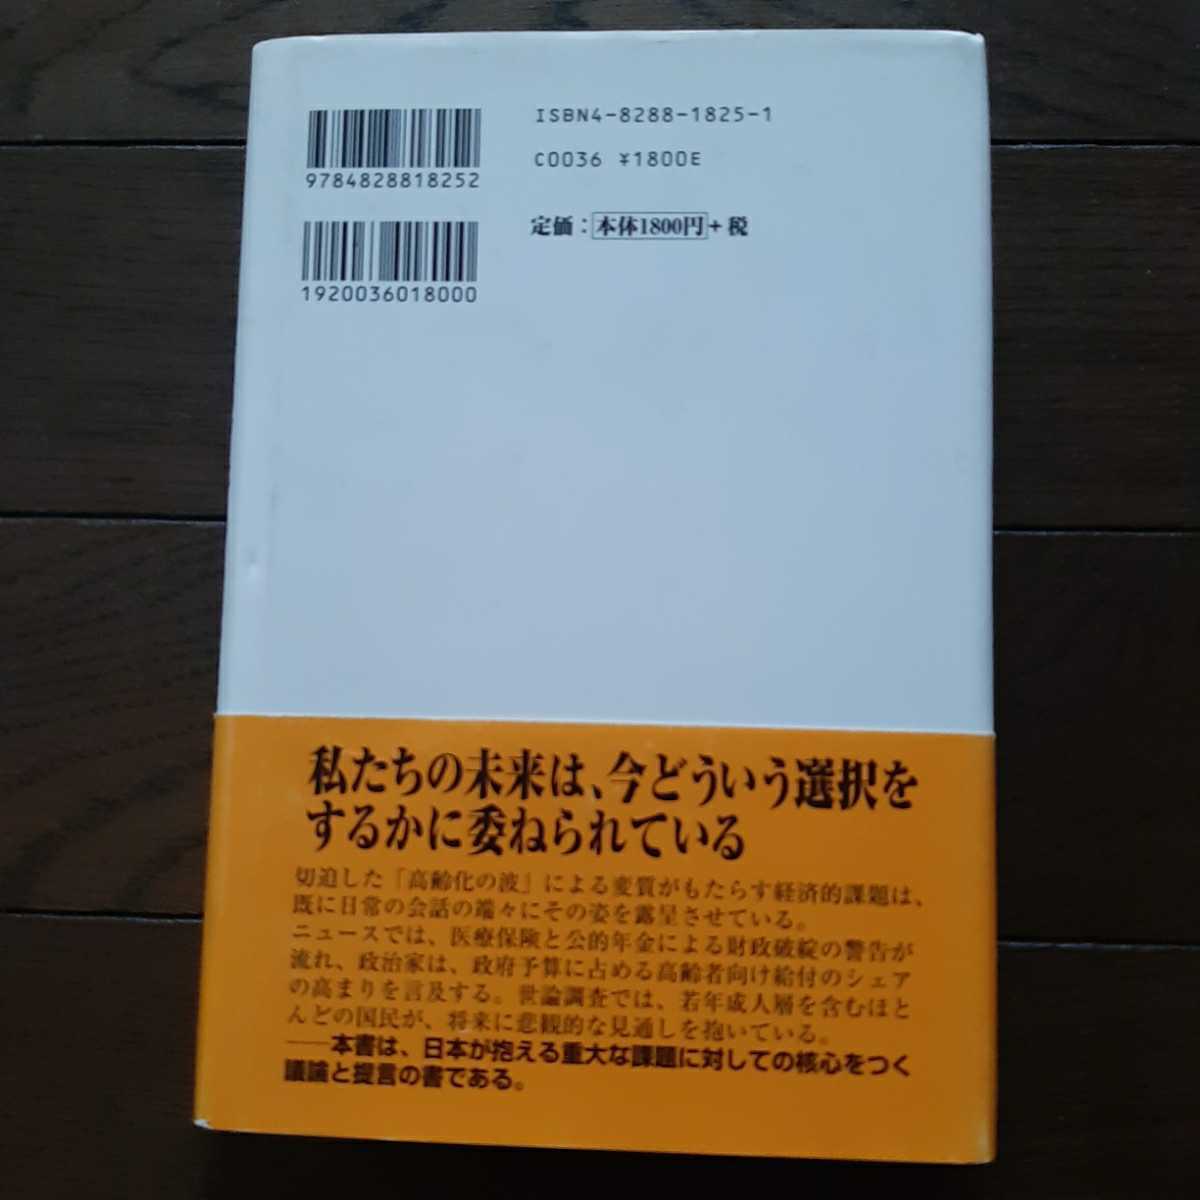 ISBN4-8288-1825-1
9784828818252
C0036 ¥1800E
定価：本体1800円+税
1920036018000
私たちの未来は、今どういう選択を
するかに委ねられている
切迫した「高齢化の波」による変質がもたらす経済的課題は、
既に日常の会話の端々にその姿を露呈させている。
ニュースでは、医療保険と公的年金による財政破綻の警告が
流れ、政治家は、政府予算に占める高齢者向け給付のシェア
の高まりを言及する。世論調査では、若年成人層を含むほと
んどの国民が、将来に悲観的な見通しを抱いている。
――本書は、日本が抱える重大な課題に対しての核心をつく
議論と提言の書である。